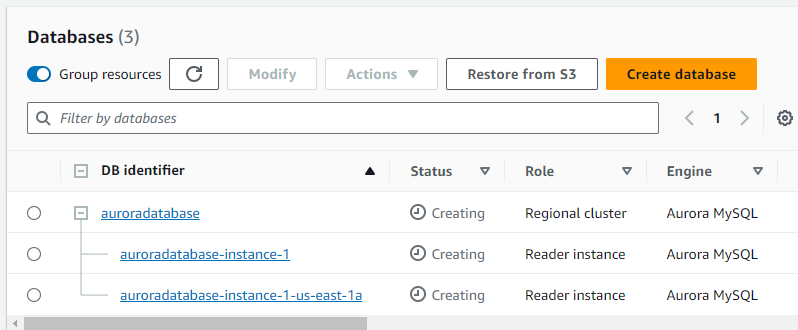 Databases (3)
Group resources Modify Actions Restore from S3 Create database
Filter by databases 1
DB identifier Status Role Engine
auroradatabase Creating Regional cluster Aurora MySQL
auroradatabase-instance-1 Creating Reader instance Aurora MySQL
auroradatabase-instance-1-us-east-1a Creating Reader instance Aurora MySQL